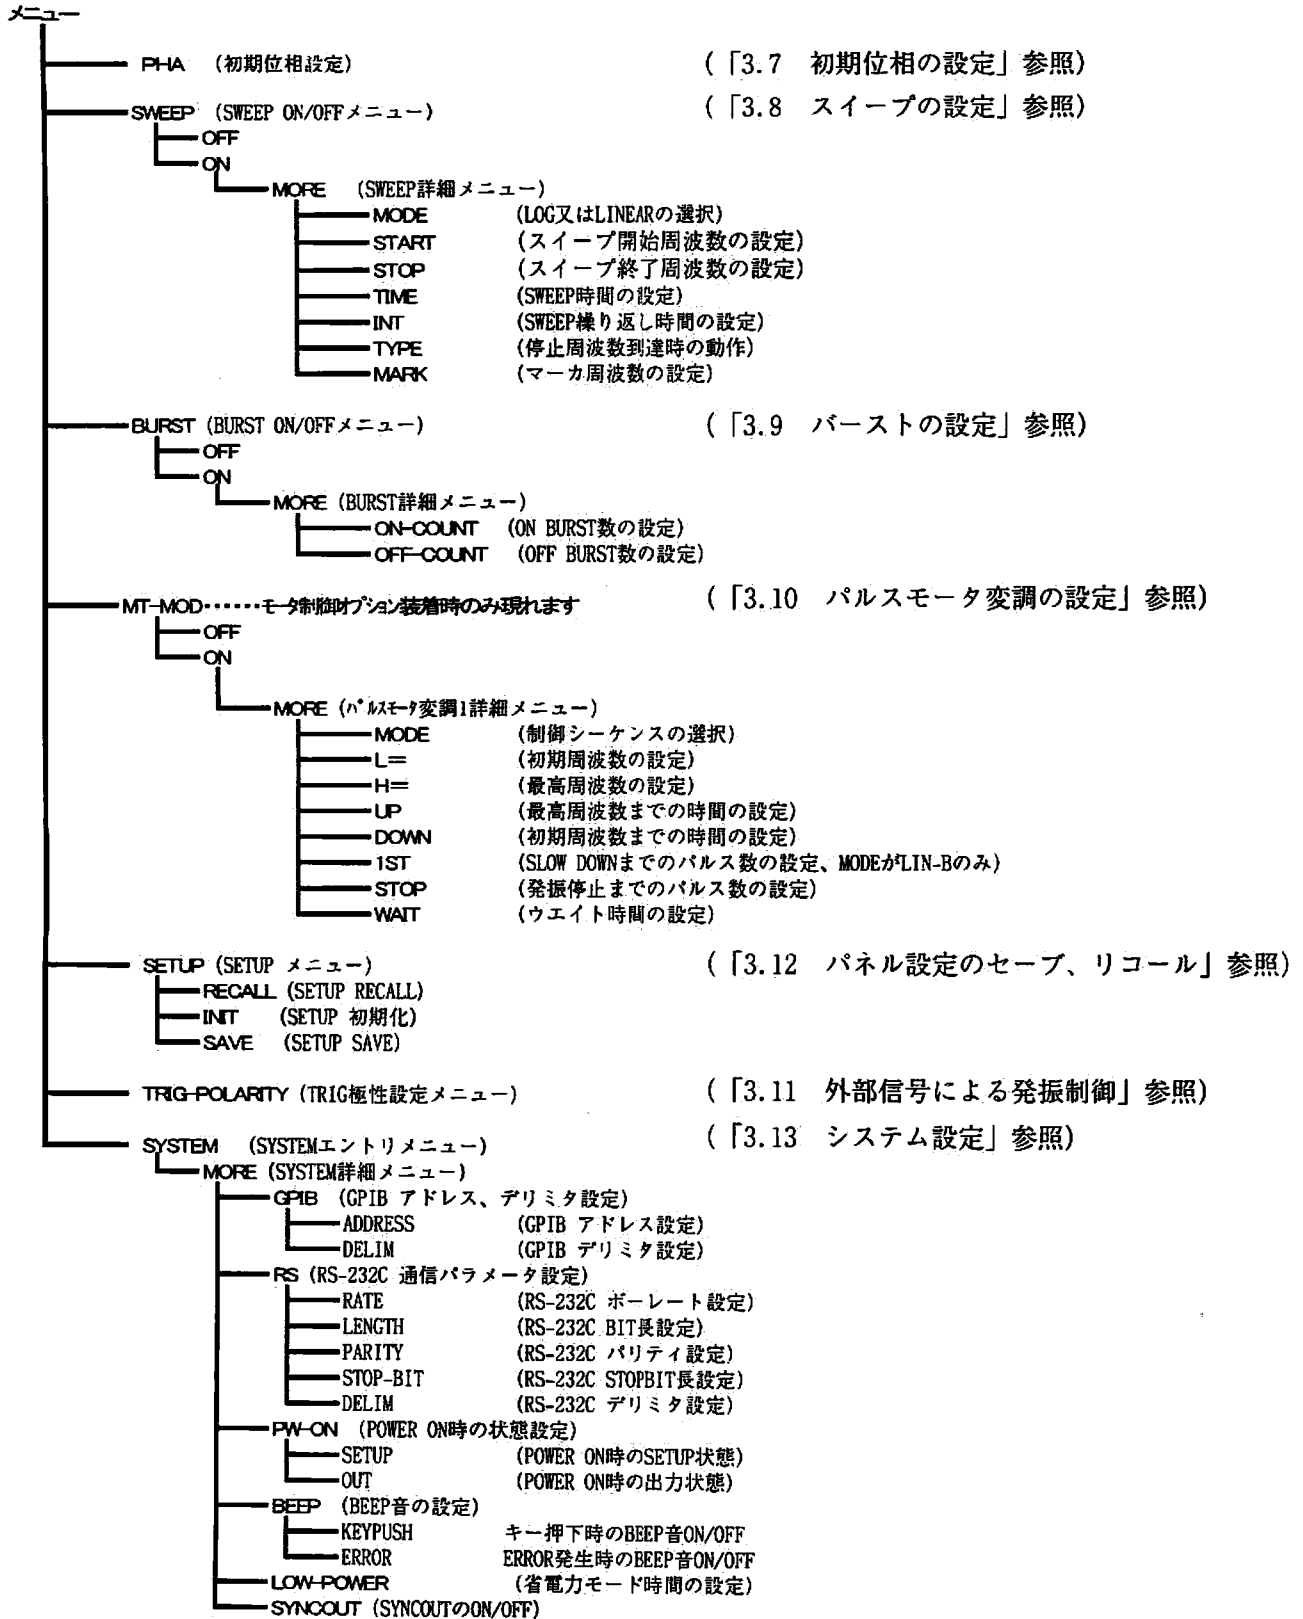 メニュー
PHA (初期位相設定) (「3.7 初期位相の設定」参照)
SWEEP (SWEEP ON/OFFメニュー) (「3.8 スイープの設定」参照)
OFF
ON
MORE (SWEEP詳細メニュー)
MODE (LOG又はLINEARの選択)
START (スイープ開始周波数の設定)
STOP (スイープ終了周波数の設定)
TIME (SWEEP時間の設定)
INT (SWEEP繰り返し時間の設定)
TYPE (停止周波数到達時の動作)
MARK (マーカ周波数の設定)
BURST (BURST ON/OFFメニュー) (「3.9 バーストの設定」参照)
OFF
ON
MORE (BURST詳細メニュー)
ON-COUNT (ON BURST数の設定)
OFF-COUNT (OFF BURST数の設定)
MT-MOD……モータ制御オプション装着時のみ現れます (「3.10 パルスモータ変調の設定」参照)
OFF
ON
MORE (パルスモータ変調1詳細メニュー)
MODE (制御シーケンスの選択)
L= (初期周波数の設定)
H= (最高周波数の設定)
UP (最高周波数までの時間の設定)
DOWN (初期周波数までの時間の設定)
1ST (SLOW DOWNまでのパルス数の設定、MODEがLIN-Bのみ)
STOP (発振停止までのパルス数の設定)
WAIT (ウエイト時間の設定)
SETUP (SETUP メニュー) (「3.12 パネル設定のセーブ、リコール」参照)
RECALL (SETUP RECALL)
INIT (SETUP 初期化)
SAVE (SETUP SAVE)
TRIG-POLARITY (TRIG極性設定メニュー) (「3.11 外部信号による発振制御」参照)
SYSTEM (SYSTEMエントリメニュー) (「3.13 システム設定」参照)
MORE (SYSTEM詳細メニュー)
GPIB (GPIB アドレス、デリミタ設定)
ADDRESS (GPIB アドレス設定)
DELIM (GPIB デリミタ設定)
RS (RS-232C 通信パラメータ設定)
RATE (RS-232C ボーレート設定)
LENGTH (RS-232C BIT長設定)
PARITY (RS-232C パリティ設定)
STOP-BIT (RS-232C STOPBIT長設定)
DELIM (RS-232C デリミタ設定)
PW-ON (POWER ON時の状態設定)
SETUP (POWER ON時のSETUP状態)
OUT (POWER ON時の出力状態)
BEEP (BEEP音の設定)
KEYPUSH キー押下時のBEEP音ON/OFF
ERROR ERROR発生時のBEEP音ON/OFF
LOW-POWER (省電力モード時間の設定)
SYNCOUT (SYNCOUTのON/OFF)